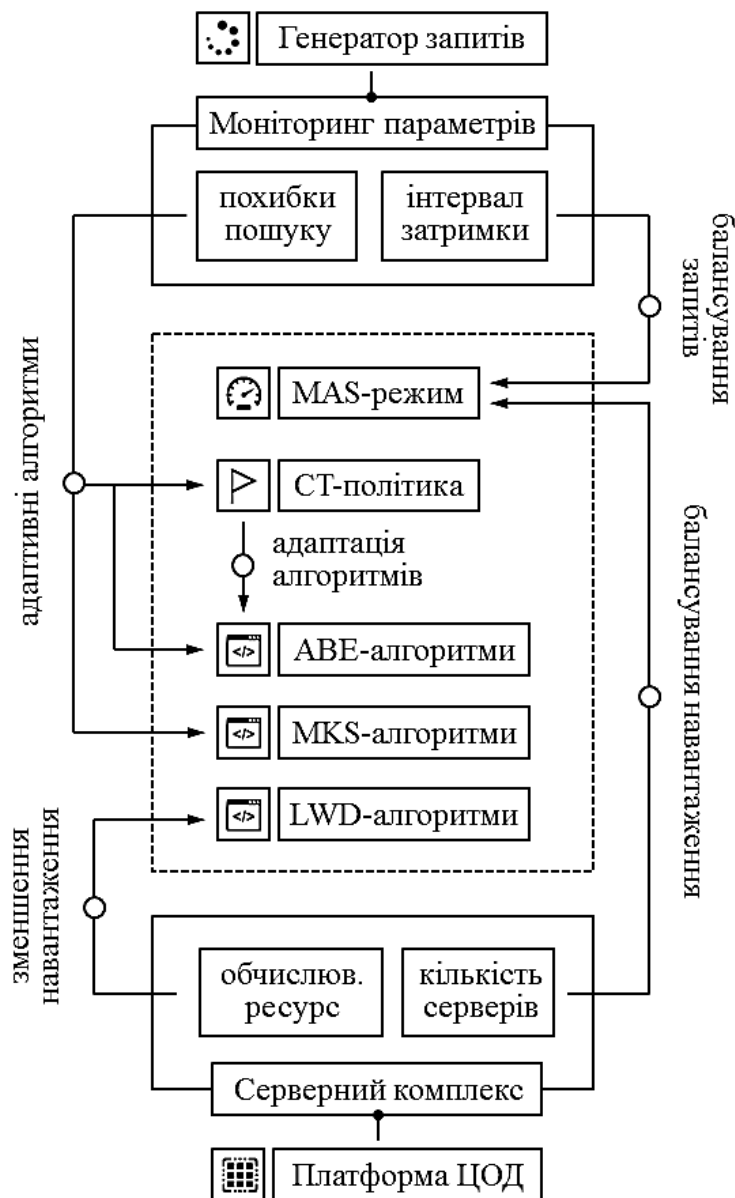 Генератор запитів
Моніторинг параметрів
похибки
пошуку
інтервал
затримки
балансування
запитів
MAS-режим
CT-політика
адаптація
алгоритмів
адаптивні алгоритми
ABE-алгоритми
MKS-алгоритми
LWD-алгоритми
балансування навантаження
зменшення
навантаження
обчислюв.
ресурс
кількість
серверів
Серверний комплекс
Платформа ЦОД